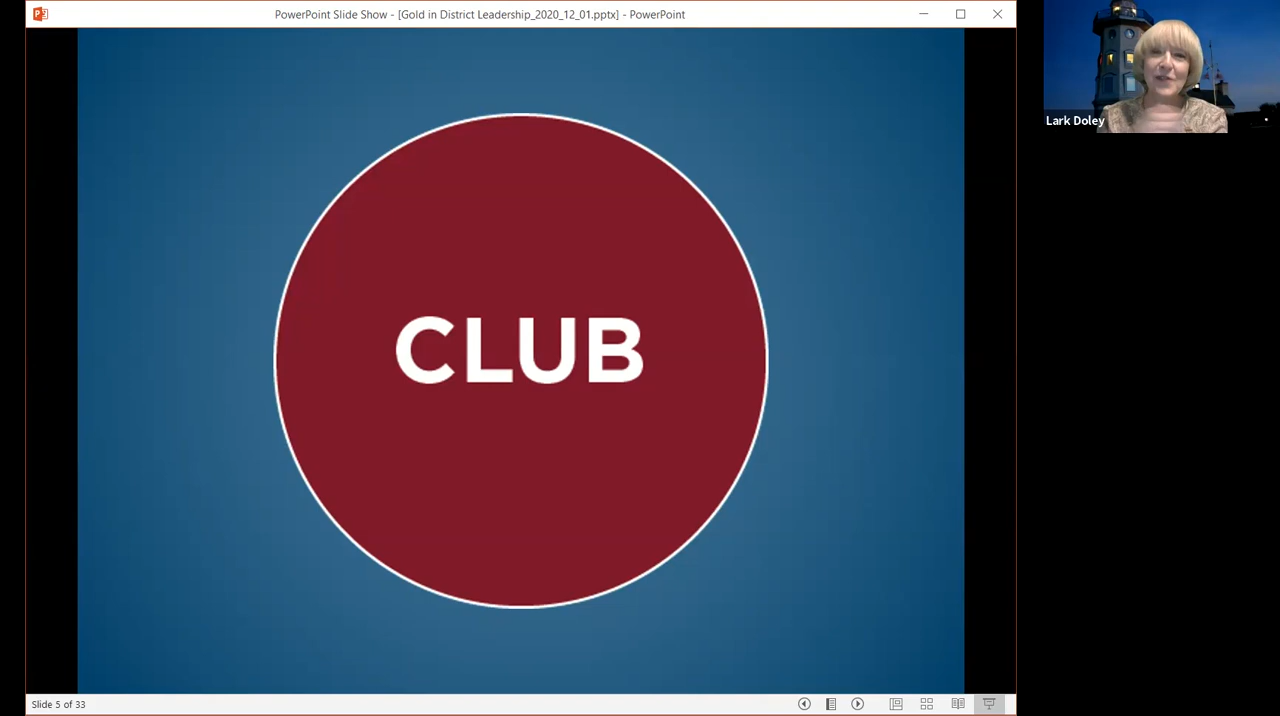 PowerPoint Slide Show - [Gold in District Leadership_2020_12_01.pptx] - PowerPoint
Lark Doley
CLUB
Slide 5 of 33